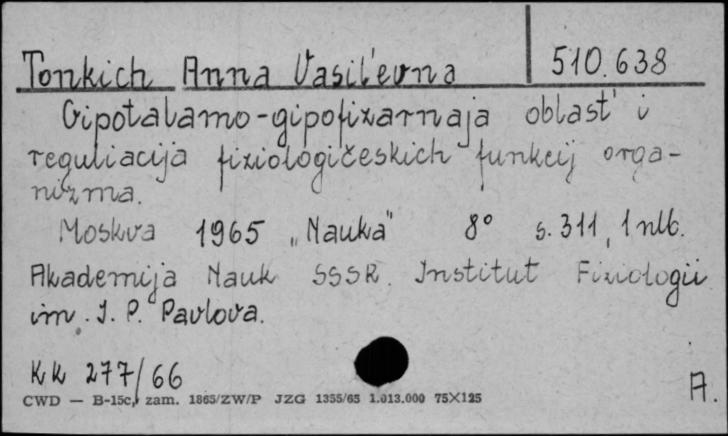 Tonkich Anna Vasil'evna 510.638
Gipotalamo-gipofizarnaja oblast' i
reguliacija fiziologičeskich funkcij orga-
nizma.
Moskva 1965 „Nauka" 8° s. 311, 1 nlb.
Akademija Nauk SSSR. Institut Fiziologii
im. I. P. Pavlova.
KK 277/66
A.
CWD — B-15c, zam. 1865/ZW/P JZG 1355/65 1.013.000 75X125